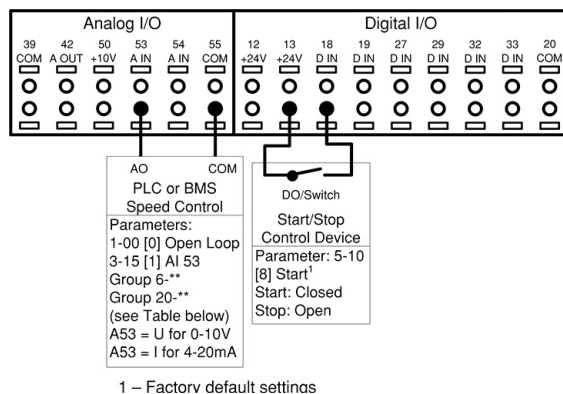 Analog I/O
Digital I/O
39 42 50 53 54 55 12 13 18 19 27 29 32 33 20
COM A OUT +10V A IN A IN COM +24V +24V D IN D IN D IN D IN D IN D IN COM
AO COM
PLC or BMS
Speed Control
Parameters:
1-00 [0] Open Loop
3-15 [1] AI 53
Group 6-**
Group 20-**
(see Table below)
A53 = U for 0-10V
A53 = I for 4-20mA
DO/Switch
Start/Stop
Control Device
Parameter: 5-10
[8] Start¹
Start: Closed
Stop: Open
1 – Factory default settings